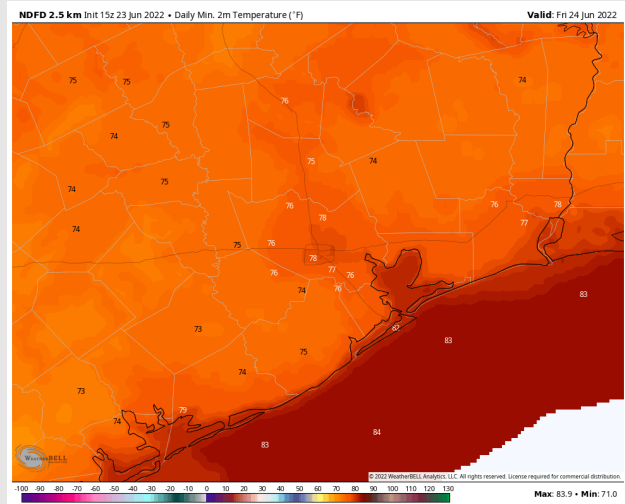 NDFD 2.5 km Init 15z 23 Jun 2022 • Daily Min. 2m Temperature (°F) Valid: Fri 24 Jun 2022
75 75 74
76
75
74
75 74
75
74
76 76 78
78 77
74
75 76
78
76 77 76
74 76
83
73 82
83
75
74
73
79
74
84
83
WEATHERBELL
© 2022 WeatherBELL Analytics, LLC. All rights reserved. License required for commercial distribution.
-100 -90 -80 -70 -60 -50 -40 -30 -20 -10 0 10 20 30 40 50 60 70 80 90 100 110 120 130
Max: 83.9 • Min: 71.0